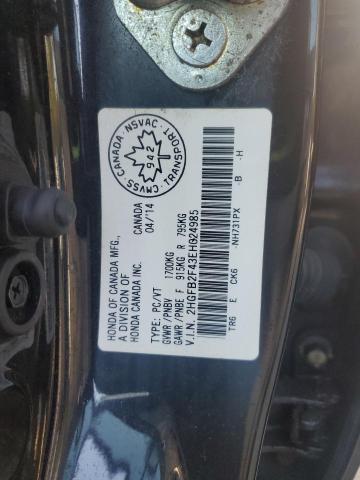 HONDA OF CANADA MFG.,
A DIVISION OF
HONDA CANADA INC.
CANADA
04/'14
TYPE: PC/VT
GVWR/PNBV 1700KG
GAWR/PNBE F 915KG R 795KG
V.I.N. 2HGFB2F43EH024985
TR6 E CK6 -NH731PX -B -H
CANADA · NSVAC · TRANSPORT · CMVSS
942